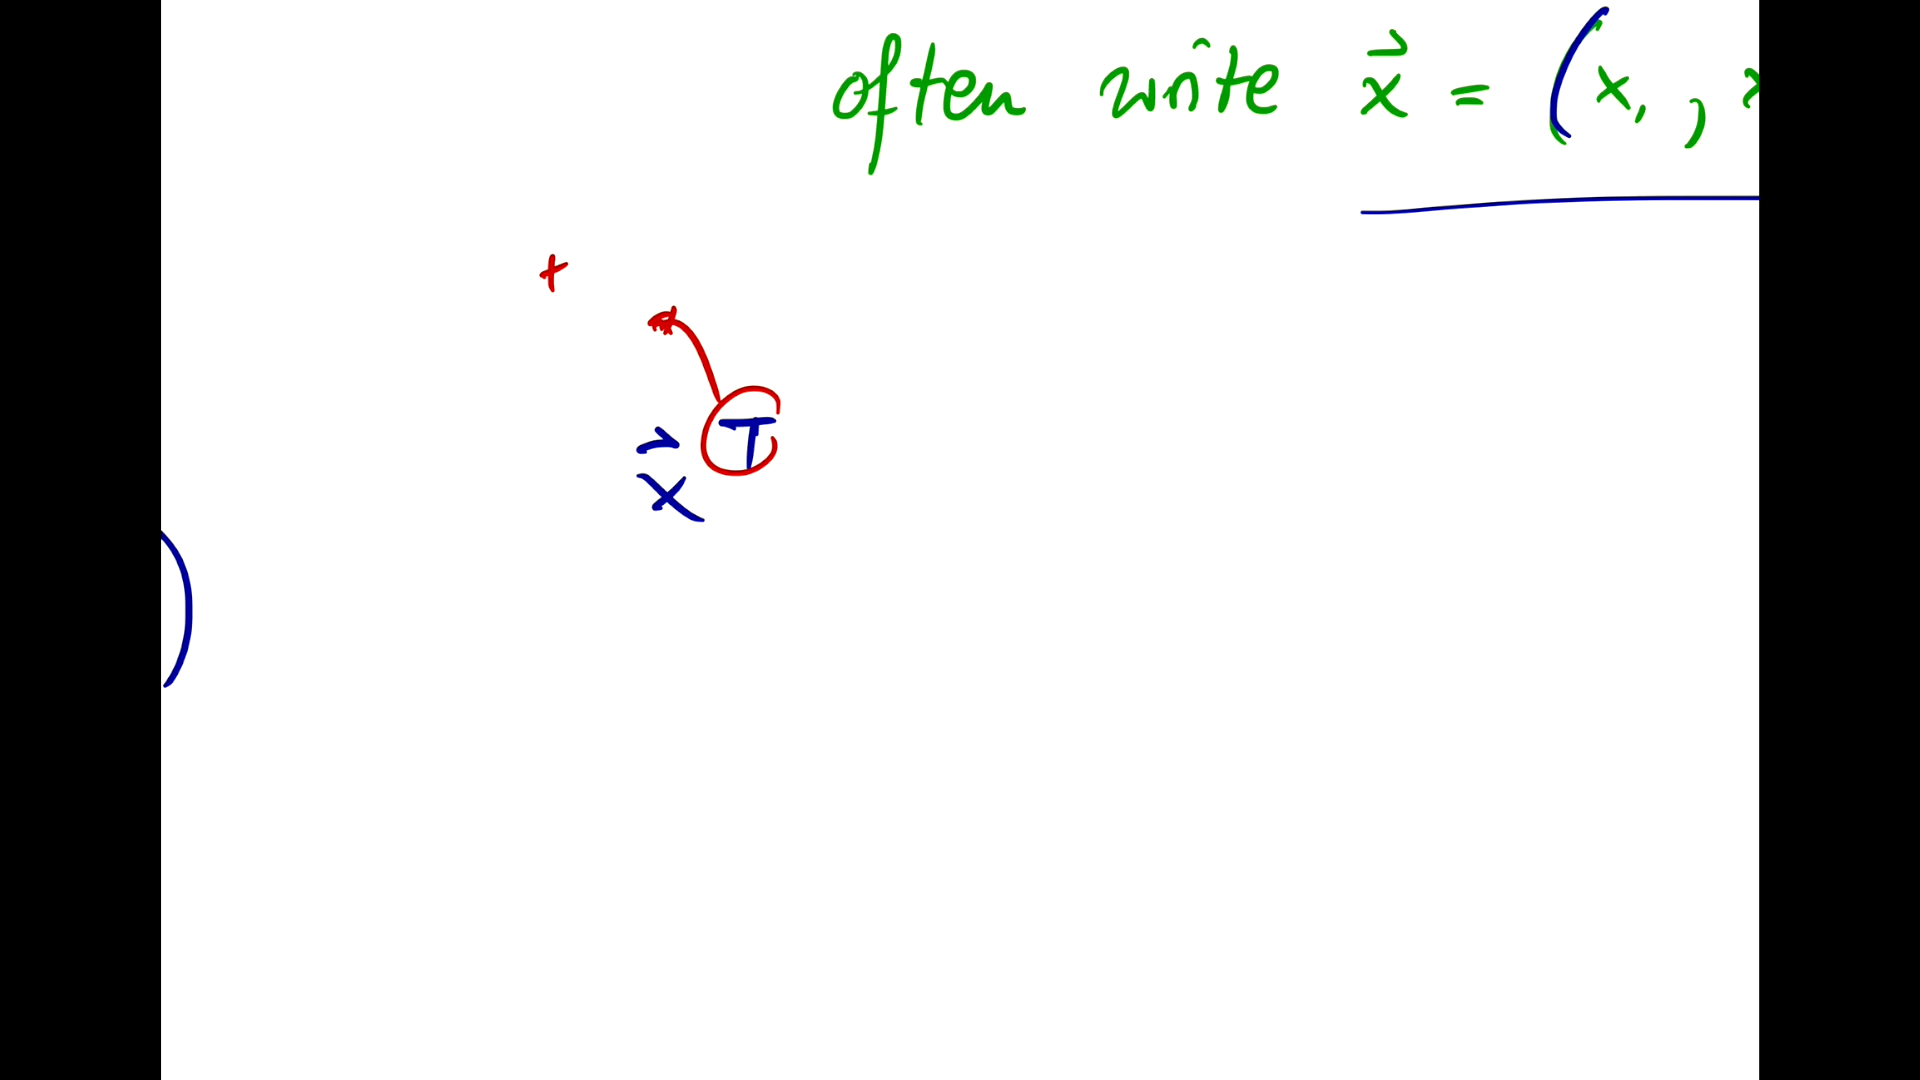 often write x⃗ = (x₁, x
t
x⃗ᵀ
)